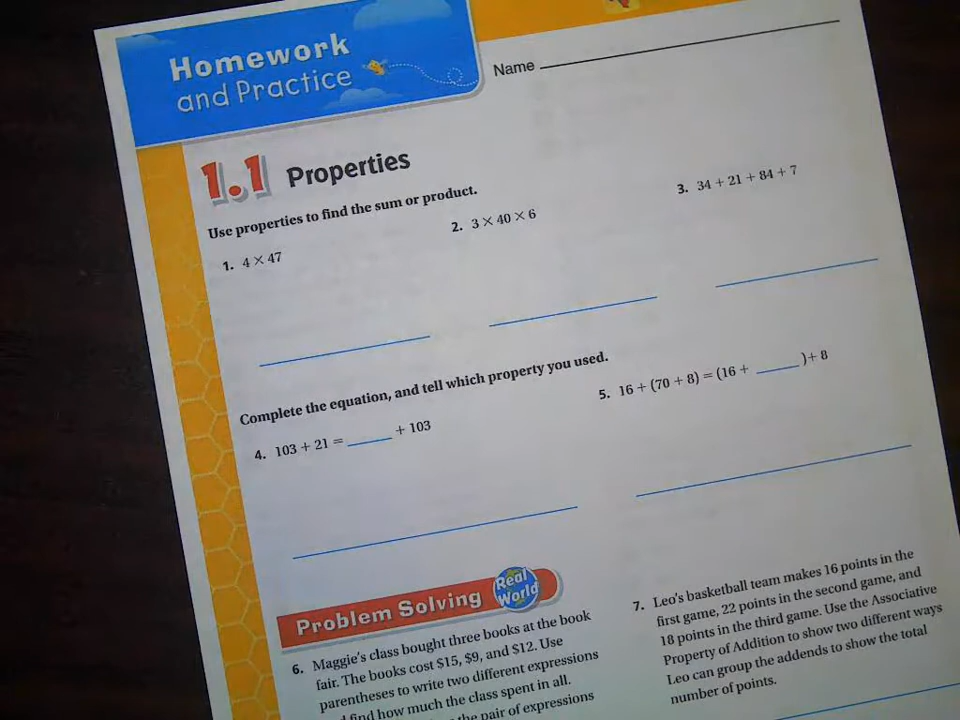 Homework
and Practice
Name
1.1 Properties
Use properties to find the sum or product.
1. 4 × 47
2. 3 × 40 × 6
3. 34 + 21 + 84 + 7
Complete the equation, and tell which property you used.
4. 103 + 21 = ______ + 103
5. 16 + (70 + 8) = (16 + ______ )+ 8
Problem Solving Real World
6. Maggie's class bought three books at the book
fair. The books cost $15, $9, and $12. Use
parentheses to write two different expressions
find how much the class spent in all.
the pair of expressions
7. Leo's basketball team makes 16 points in the
first game, 22 points in the second game, and
18 points in the third game. Use the Associative
Property of Addition to show two different ways
Leo can group the addends to show the total
number of points.